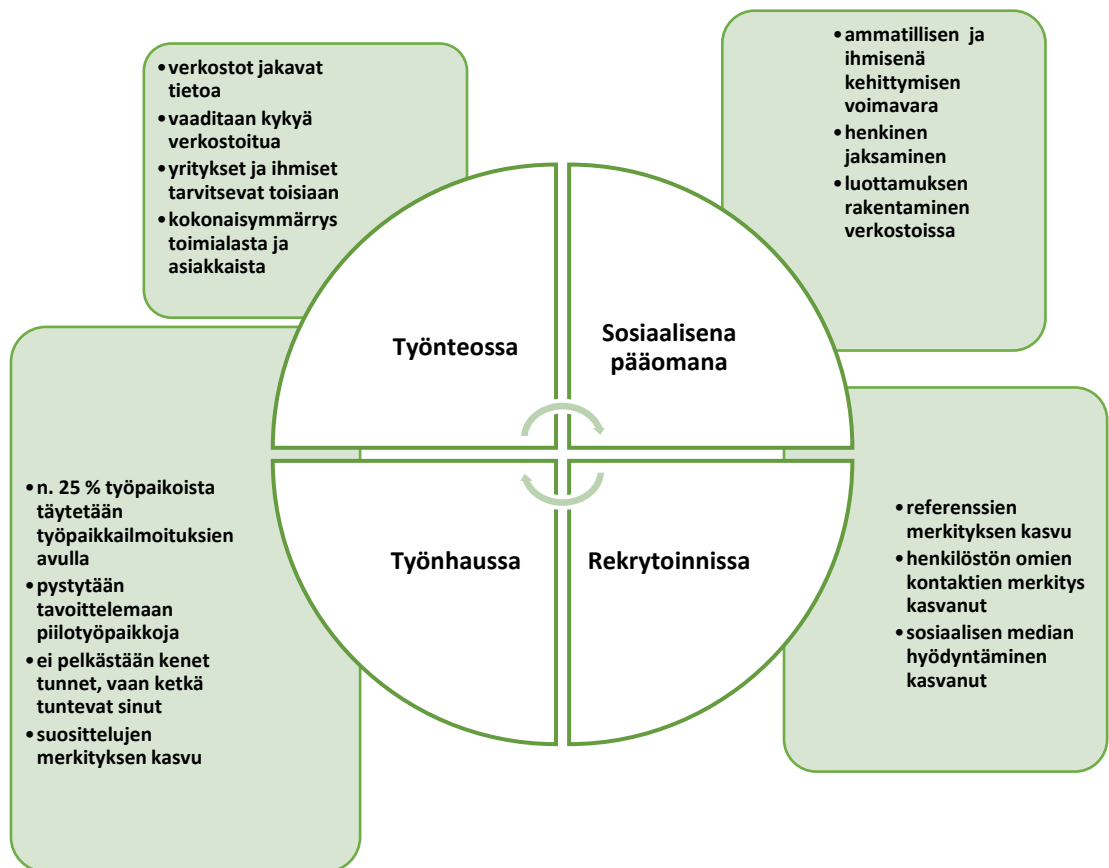 •verkostot jakavat
tietoa
•vaaditaan kykyä
verkostoitua
•yritykset ja ihmiset
tarvitsevat toisiaan
•kokonaisymmärrys
toimialasta ja
asiakkaista
•ammatillisen ja
ihmisenä
kehittymisen
voimavara
•henkinen
jaksaminen
•luottamuksen
rakentaminen
verkostoissa
Työnteossa
Sosiaalisena
pääomana
Työnhaussa
Rekrytoinnissa
•n. 25 % työpaikoista
täytetään
työpaikkailmoituksien
avulla
•pystytään
tavoittelemaan
piilotyöpaikkoja
•ei pelkästään kenet
tunnet, vaan ketkä
tuntevat sinut
•suosittelujen
merkityksen kasvu
•referenssien
merkityksen kasvu
•henkilöstön omien
kontaktien merkitys
kasvanut
•sosiaalisen median
hyödyntäminen
kasvanut